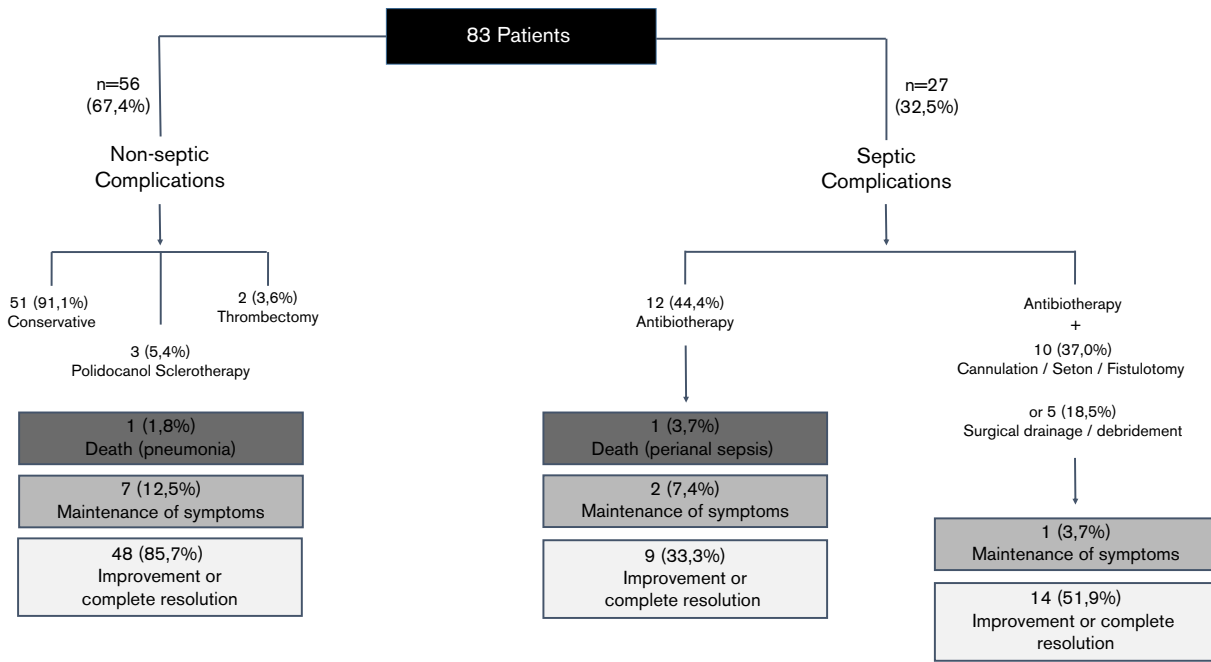 83 Patients
n=56
(67,4%)
n=27
(32,5%)
Non-septic
Complications
Septic
Complications
51 (91,1%)
Conservative
3 (5,4%)
Polidocanol Sclerotherapy
2 (3,6%)
Thrombectomy
12 (44,4%)
Antibiotherapy
Antibiotherapy
+
10 (37,0%)
Cannulation / Seton / Fistulotomy
or 5 (18,5%)
Surgical drainage / debridement
1 (1,8%)
Death (pneumonia)
7 (12,5%)
Maintenance of symptoms
48 (85,7%)
Improvement or
complete resolution
1 (3,7%)
Death (perianal sepsis)
2 (7,4%)
Maintenance of symptoms
9 (33,3%)
Improvement or
complete resolution
1 (3,7%)
Maintenance of symptoms
14 (51,9%)
Improvement or complete
resolution